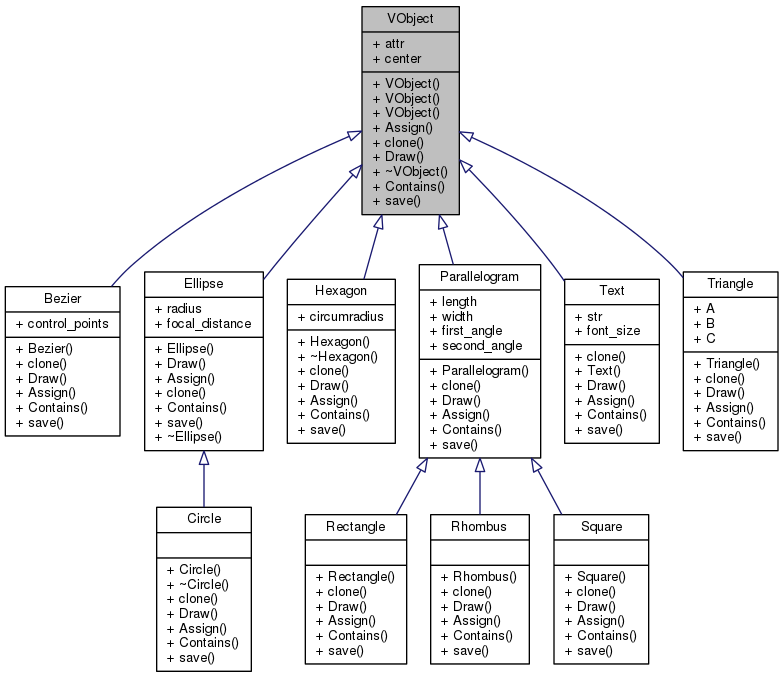 VObject
+ attr
+ center
+ VObject()
+ VObject()
+ VObject()
+ Assign()
+ clone()
+ Draw()
+ ~VObject()
+ Contains()
+ save()
Bezier
+ control_points
+ Bezier()
+ clone()
+ Draw()
+ Assign()
+ Contains()
+ save()
Ellipse
+ radius
+ focal_distance
+ Ellipse()
+ Draw()
+ Assign()
+ clone()
+ Contains()
+ save()
+ ~Ellipse()
Hexagon
+ circumradius
+ Hexagon()
+ ~Hexagon()
+ clone()
+ Draw()
+ Assign()
+ Contains()
+ save()
Parallelogram
+ length
+ width
+ first_angle
+ second_angle
+ Parallelogram()
+ clone()
+ Draw()
+ Assign()
+ Contains()
+ save()
Text
+ str
+ font_size
+ clone()
+ Text()
+ Draw()
+ Assign()
+ Contains()
+ save()
Triangle
+ A
+ B
+ C
+ Triangle()
+ clone()
+ Draw()
+ Assign()
+ Contains()
+ save()
Circle
+ Circle()
+ ~Circle()
+ clone()
+ Draw()
+ Assign()
+ Contains()
+ save()
Rectangle
+ Rectangle()
+ clone()
+ Draw()
+ Assign()
+ Contains()
+ save()
Rhombus
+ Rhombus()
+ clone()
+ Draw()
+ Assign()
+ Contains()
+ save()
Square
+ Square()
+ clone()
+ Draw()
+ Assign()
+ Contains()
+ save()